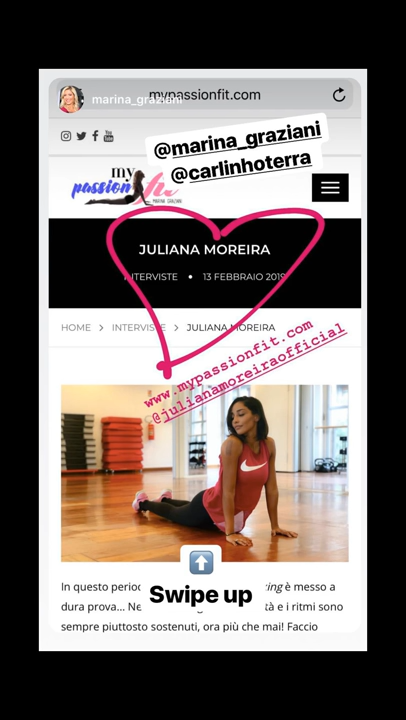 marina_graziani
mypassionfit.com
@marina_graziani
@carlinhoterra
my
passion fit
MARINA GRAZIANI
JULIANA MOREIRA
INTERVISTE • 13 FEBBRAIO 2019
HOME > INTERVISTE > JULIANA MOREIRA
www.mypassionfit.com
@julianamoreiraofficial
In questo è messo a
Swipe up
dura prova... tà e i ritmi sono
sempre piuttosto sostenuti, ora più che mai! Faccio